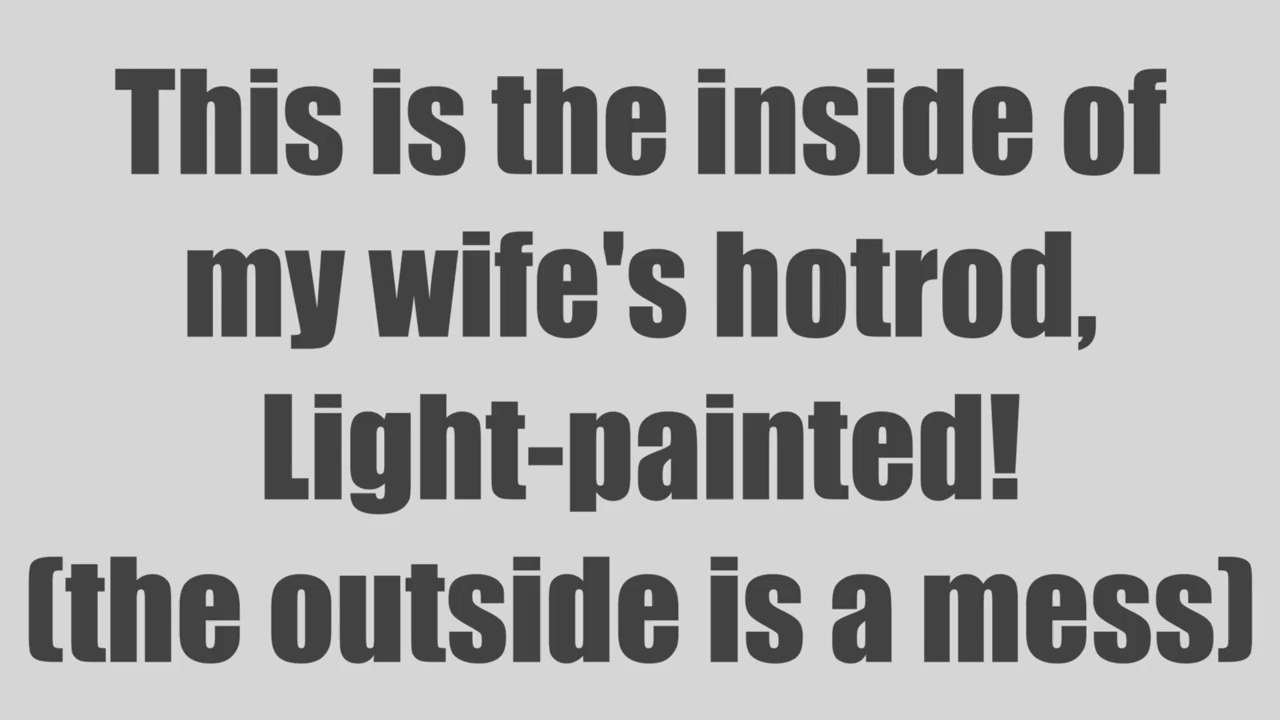 This is the inside of
my wife's hotrod,
Light-painted!
(the outside is a mess)